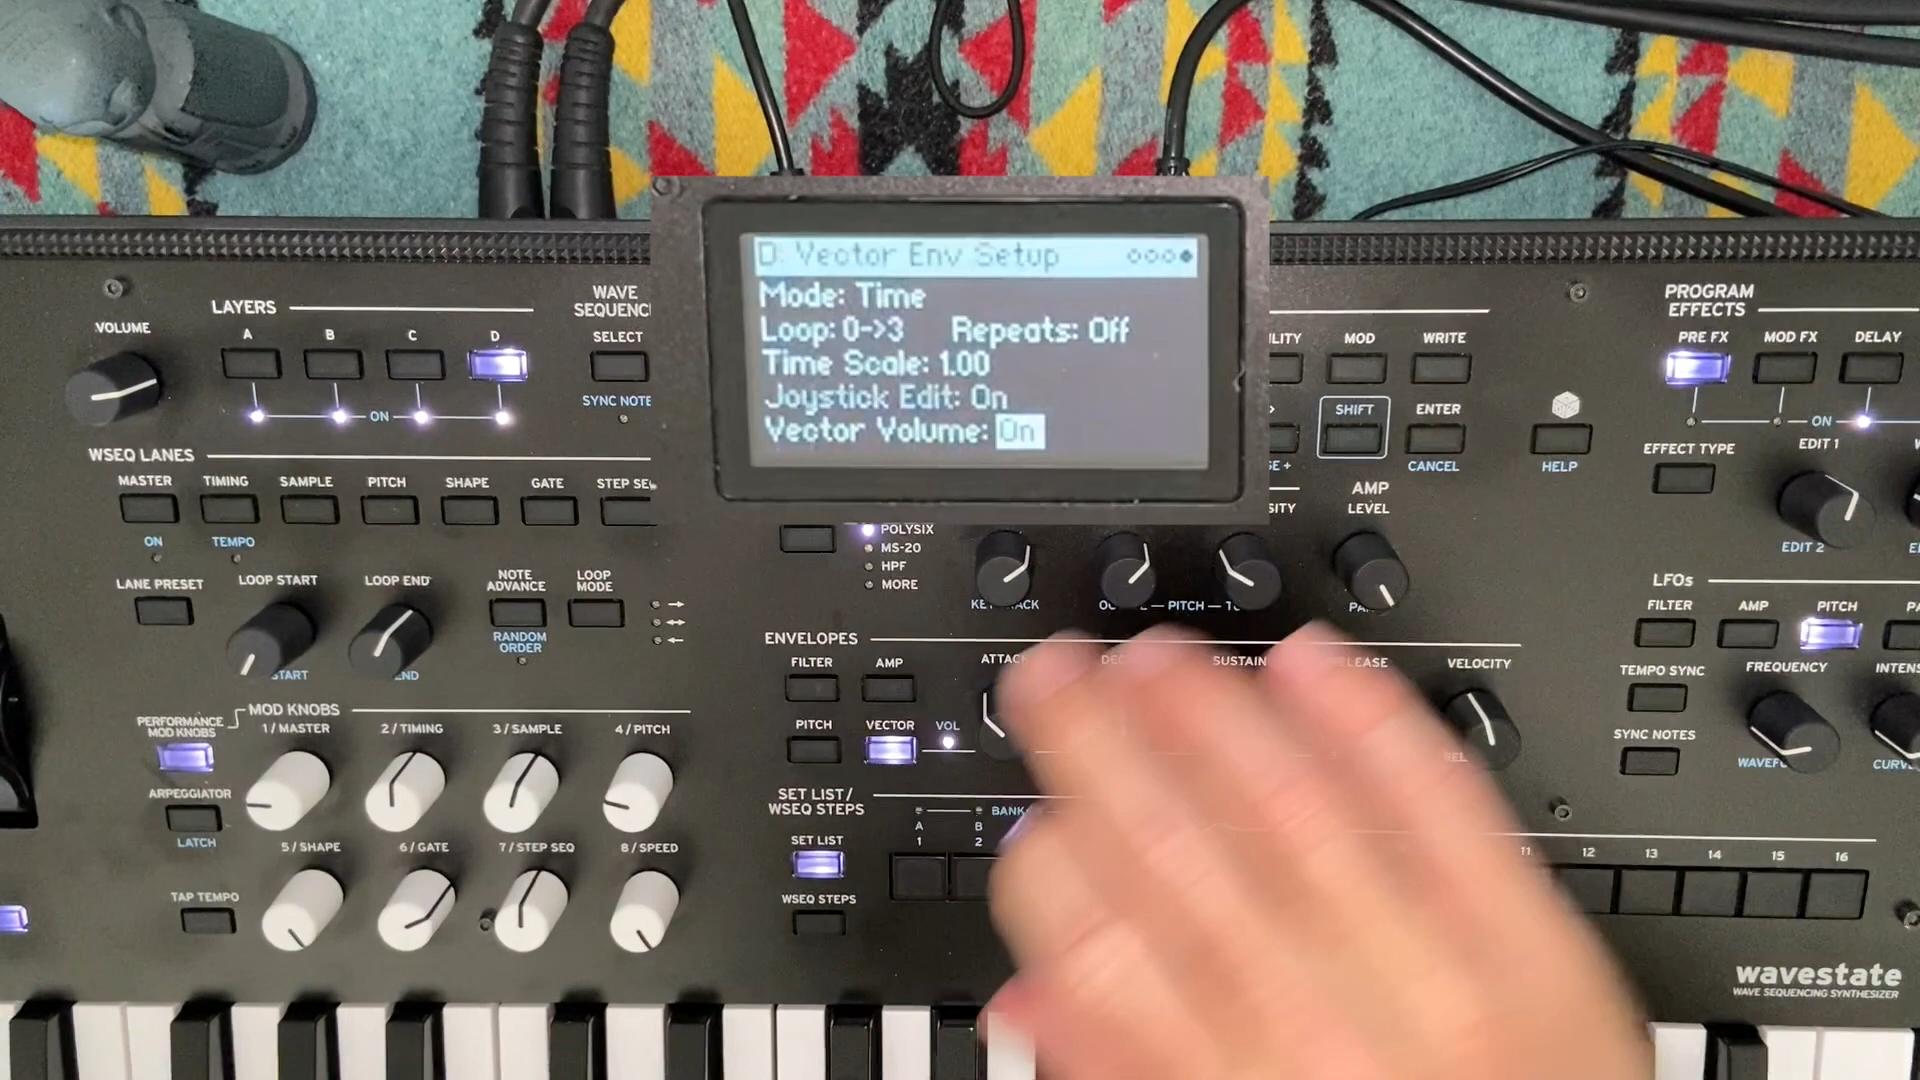 D: Vector Env Setup
Mode: Time
Loop: 0->3 Repeats: Off
Time Scale: 1.00
Joystick Edit: On
Vector Volume: On
VOLUME
LAYERS
A B C D
ON
WAVE
SELECT
SYNC NOTE
WSEQ LANES
MASTER TIMING SAMPLE PITCH SHAPE GATE
ON TEMPO
LANE PRESET
LOOP START LOOP END
NOTE
ADVANCE
LOOP
MODE
RANDOM
ORDER
PERFORMANCE
MOD KNOBS
MOD KNOBS
1 / MASTER 2 / TIMING 3 / SAMPLE 4 / PITCH
ARPEGGIATOR
LATCH
5 / SHAPE 6 / GATE 7 / STEP SEQ 8 / SPEED
TAP TEMPO
MOD WRITE
SHIFT ENTER
CANCEL
HELP
AMP
LEVEL
POLYSIX
MS-20
HPF
MORE
PITCH
ENVELOPES
FILTER AMP
SUSTAIN
VELOCITY
PITCH VECTOR VOL
SET LIST /
WSEQ STEPS
BANK
A B
1 2
11 12 13 14 15 16
SET LIST
WSEQ STEPS
PROGRAM
EFFECTS
PRE FX MOD FX DELAY
ON
EFFECT TYPE
EDIT 1
EDIT 2
LFOs
FILTER AMP PITCH
TEMPO SYNC
FREQUENCY
SYNC NOTES
wavestate
WAVE SEQUENCING SYNTHESIZER